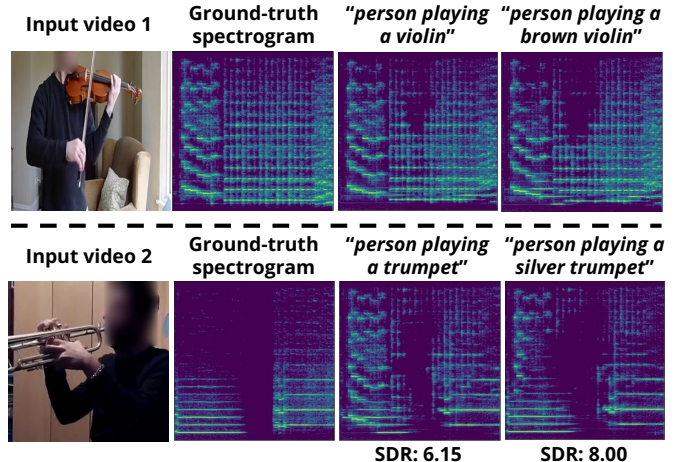 Input video 1
Ground-truth
spectrogram
“person playing
a violin”
“person playing a
brown violin”
Input video 2
Ground-truth
spectrogram
“person playing
a trumpet”
“person playing a
silver trumpet”
SDR: 6.15
SDR: 8.00